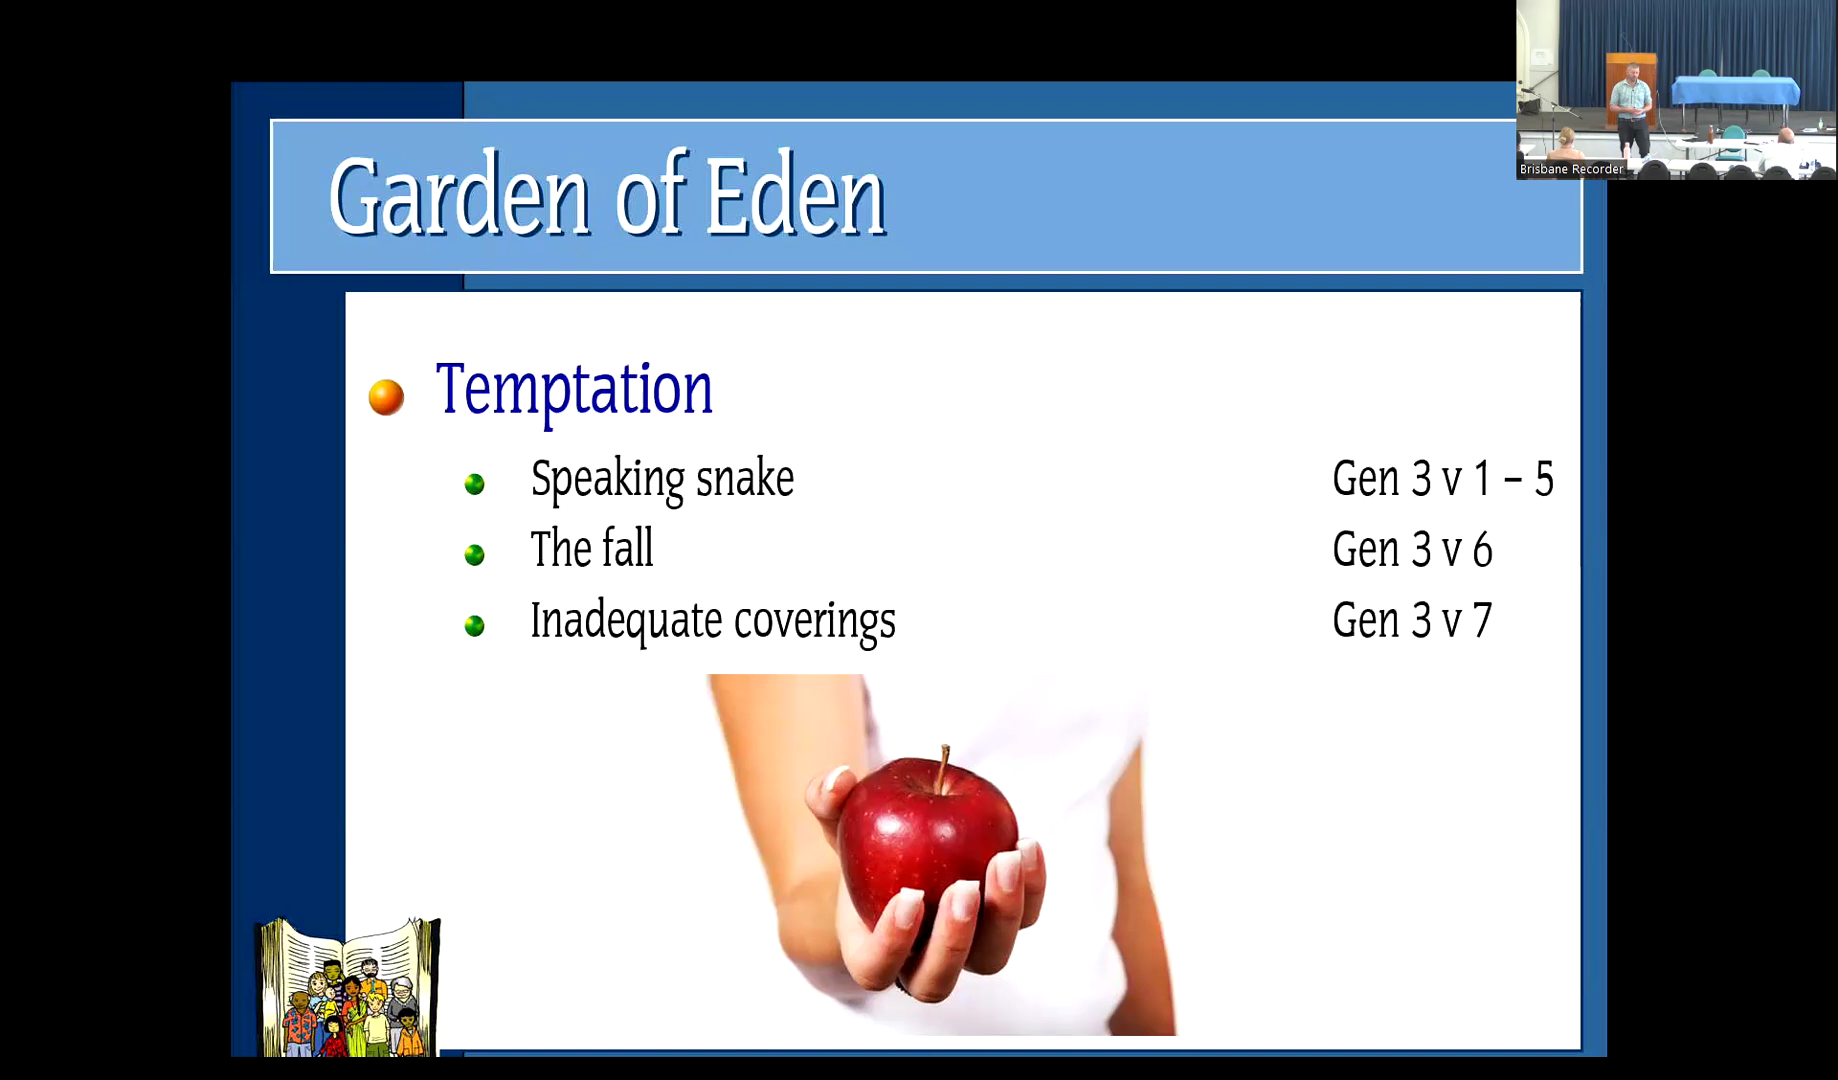 Garden of Eden
Temptation
Speaking snake Gen 3 v 1 – 5
The fall Gen 3 v 6
Inadequate coverings Gen 3 v 7
Brisbane Recorder